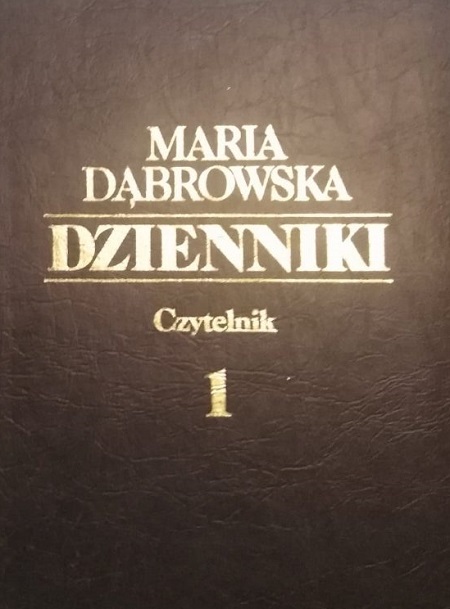 MARIA
DĄBROWSKA
DZIENNIKI
Czytelnik
1